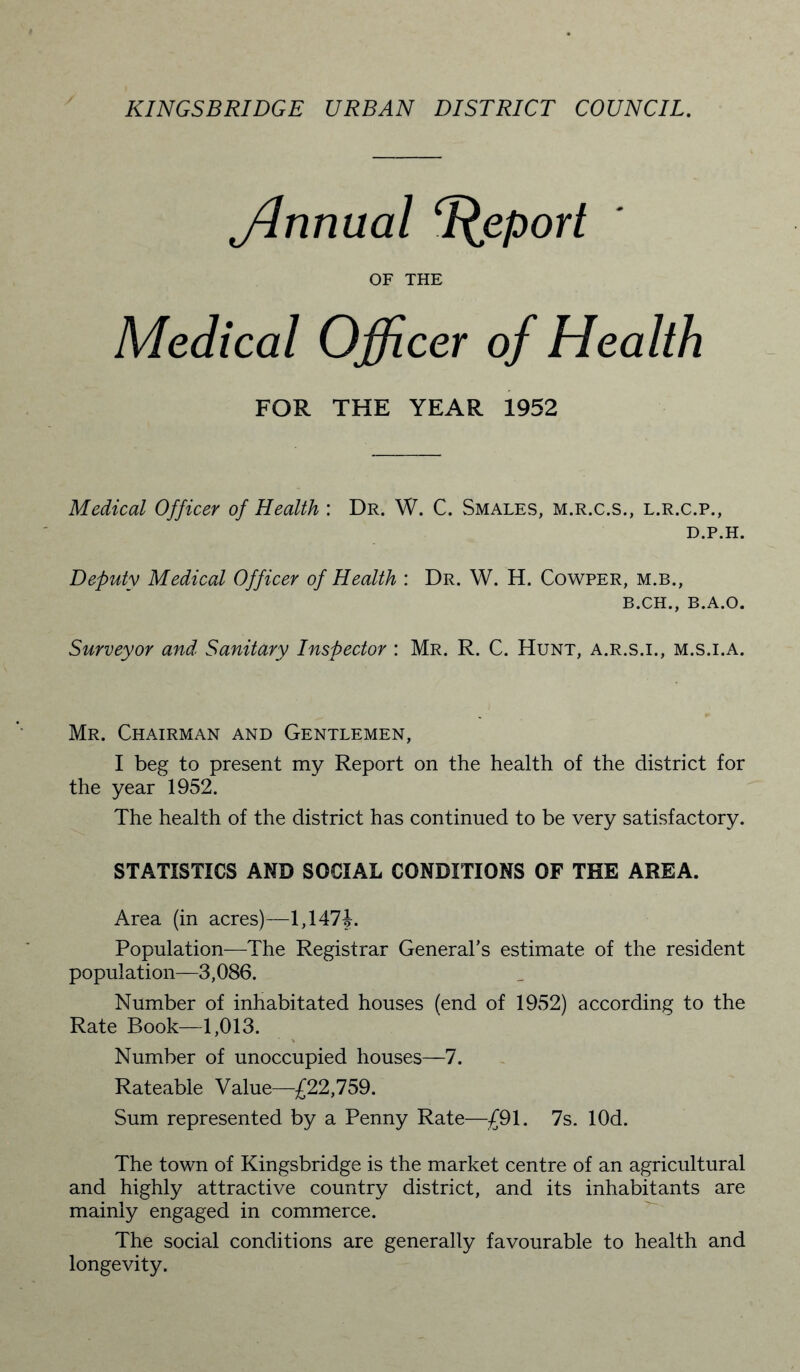 KINGSBRIDGE URBAN DISTRICT COUNCIL.
Annual Report
OF THE
Medical Officer of Health
FOR THE YEAR 1952
Medical Officer of Health : Dr. W. C. Smales, M.R.C.S., L.R.C.P.,
D.P.H.
Deputy Medical Officer of Health : Dr. W. H. Cowper, M.B.,
B.CH., B.A.O.
Surveyor and Sanitary Inspector : Mr. R. C. Hunt, A.R.S.I., M.S.I.A.
Mr. Chairman and Gentlemen,
I beg to present my Report on the health of the district for
the year 1952.
The health of the district has continued to be very satisfactory.
STATISTICS AND SOCIAL CONDITIONS OF THE AREA.
Area (in acres)—1,147½.
Population—The Registrar General's estimate of the resident
population—3,086.
Number of inhabitated houses (end of 1952) according to the
Rate Book—1,013.
Number of unoccupied houses—7.
Rateable Value—£22,759.
Sum represented by a Penny Rate—£91. 7s. 10d.
The town of Kingsbridge is the market centre of an agricultural
and highly attractive country district, and its inhabitants are
mainly engaged in commerce.
The social conditions are generally favourable to health and
longevity.